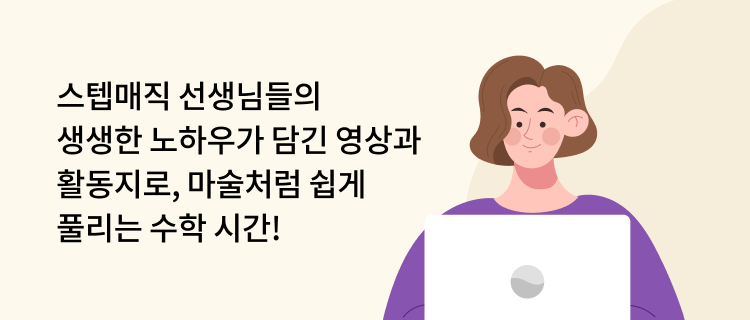 스텝매직 선생님들의
생생한 노하우가 담긴 영상과
활동지로, 마술처럼 쉽게
풀리는 수학 시간!